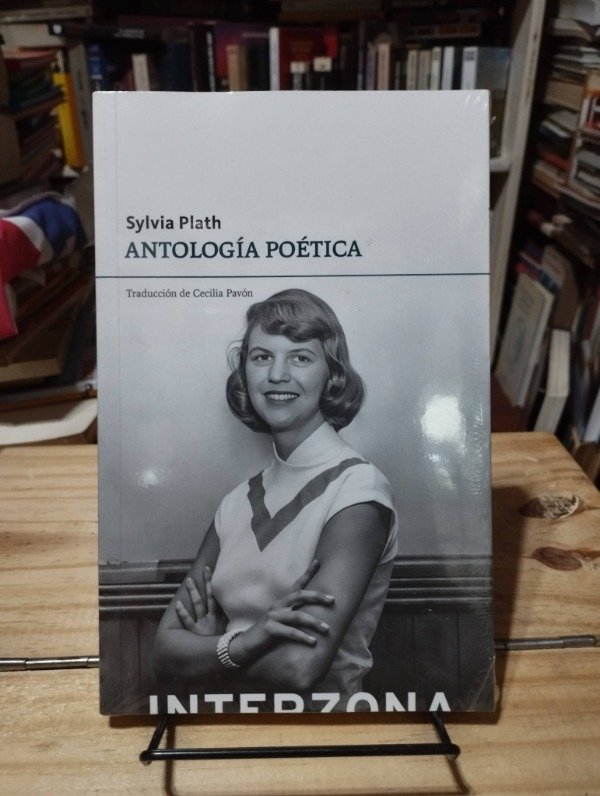 Sylvia Plath
ANTOLOGÍA POÉTICA
Traducción de Cecilia Pavón
INTERZONA